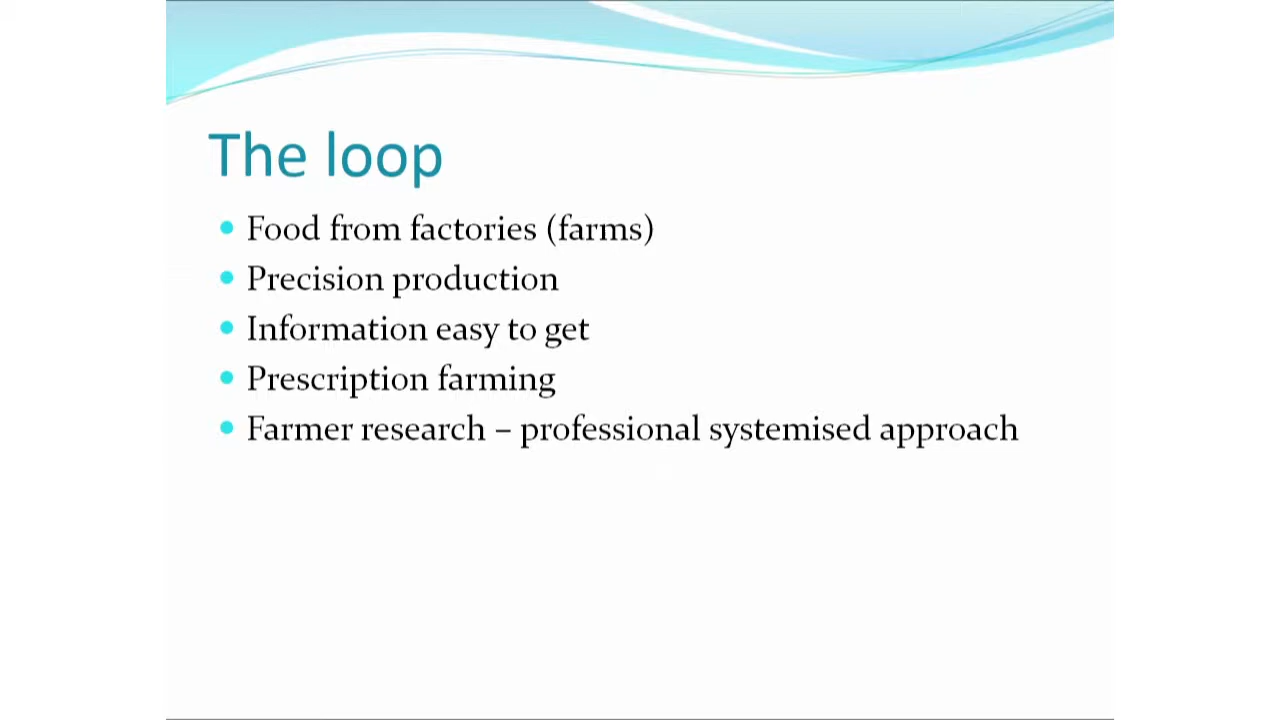 The loop
Food from factories (farms)
Precision production
Information easy to get
Prescription farming
Farmer research – professional systemised approach